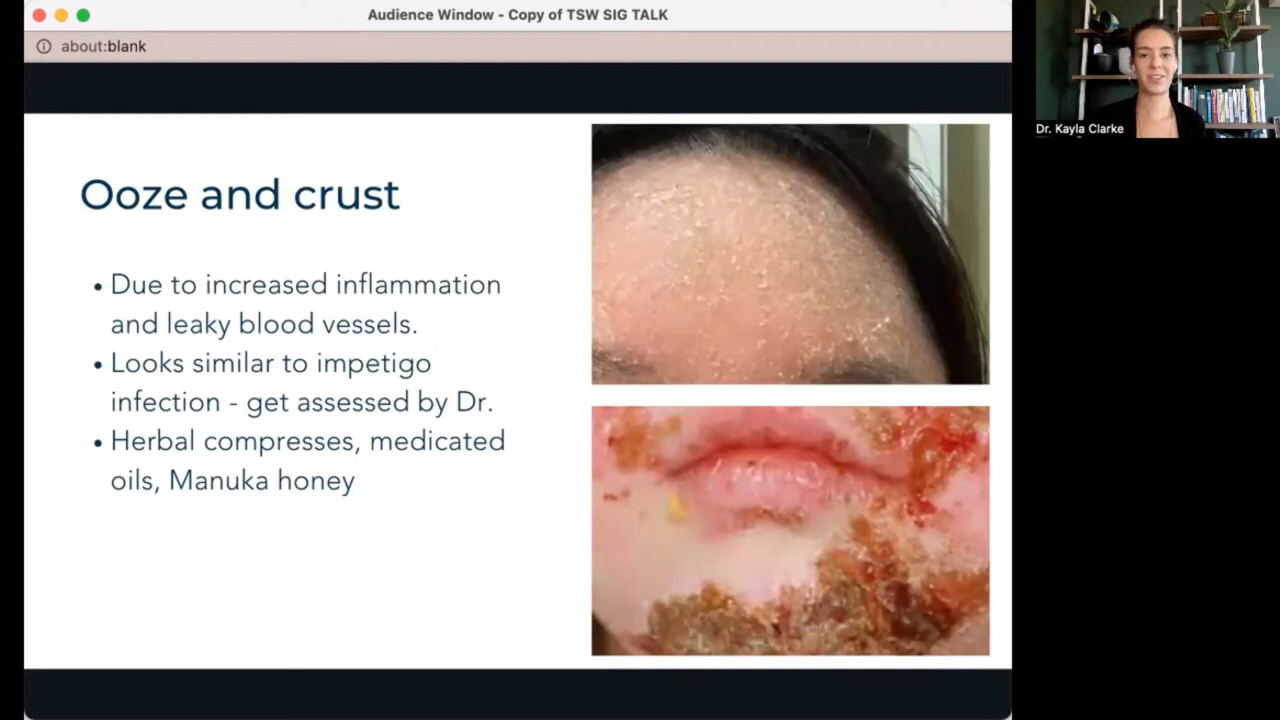 Audience Window - Copy of TSW SIG TALK
about:blank
Dr. Kayla Clarke
Ooze and crust
• Due to increased inflammation
and leaky blood vessels.
• Looks similar to impetigo
infection - get assessed by Dr.
• Herbal compresses, medicated
oils, Manuka honey